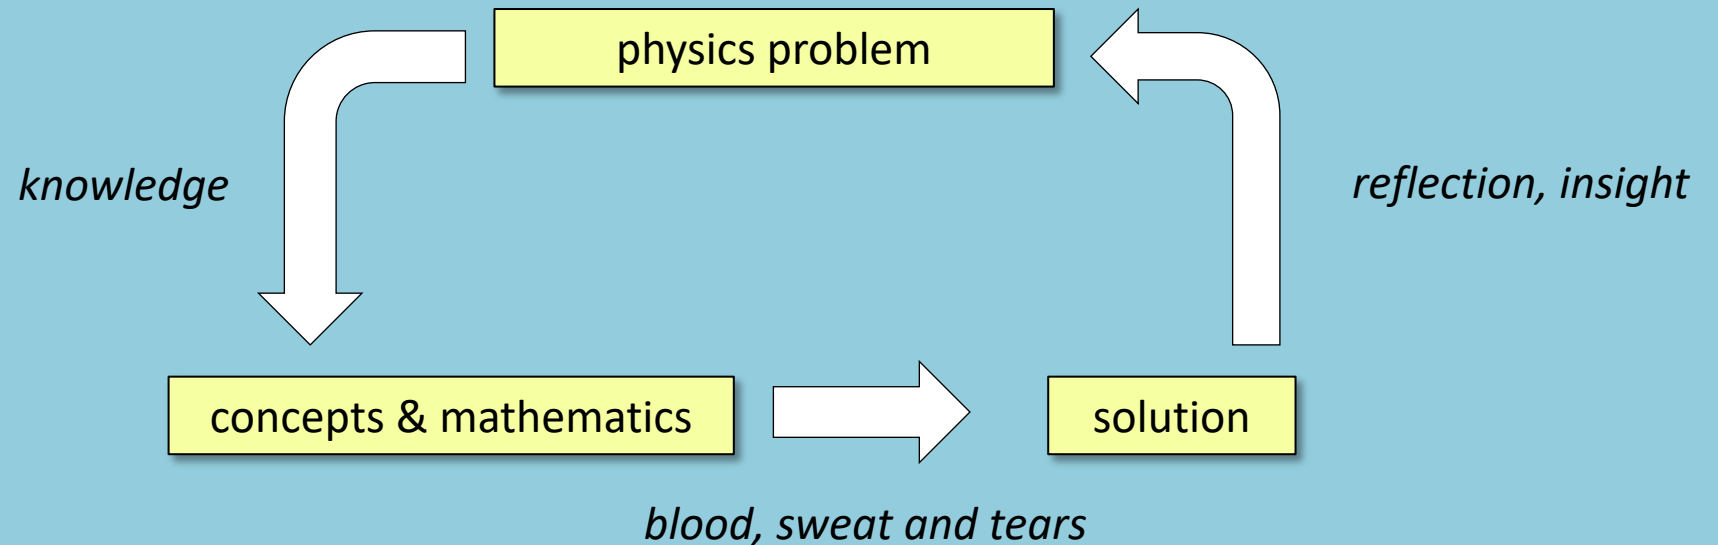 physics problem
knowledge
reflection, insight
concepts & mathematics
solution
blood, sweat and tears